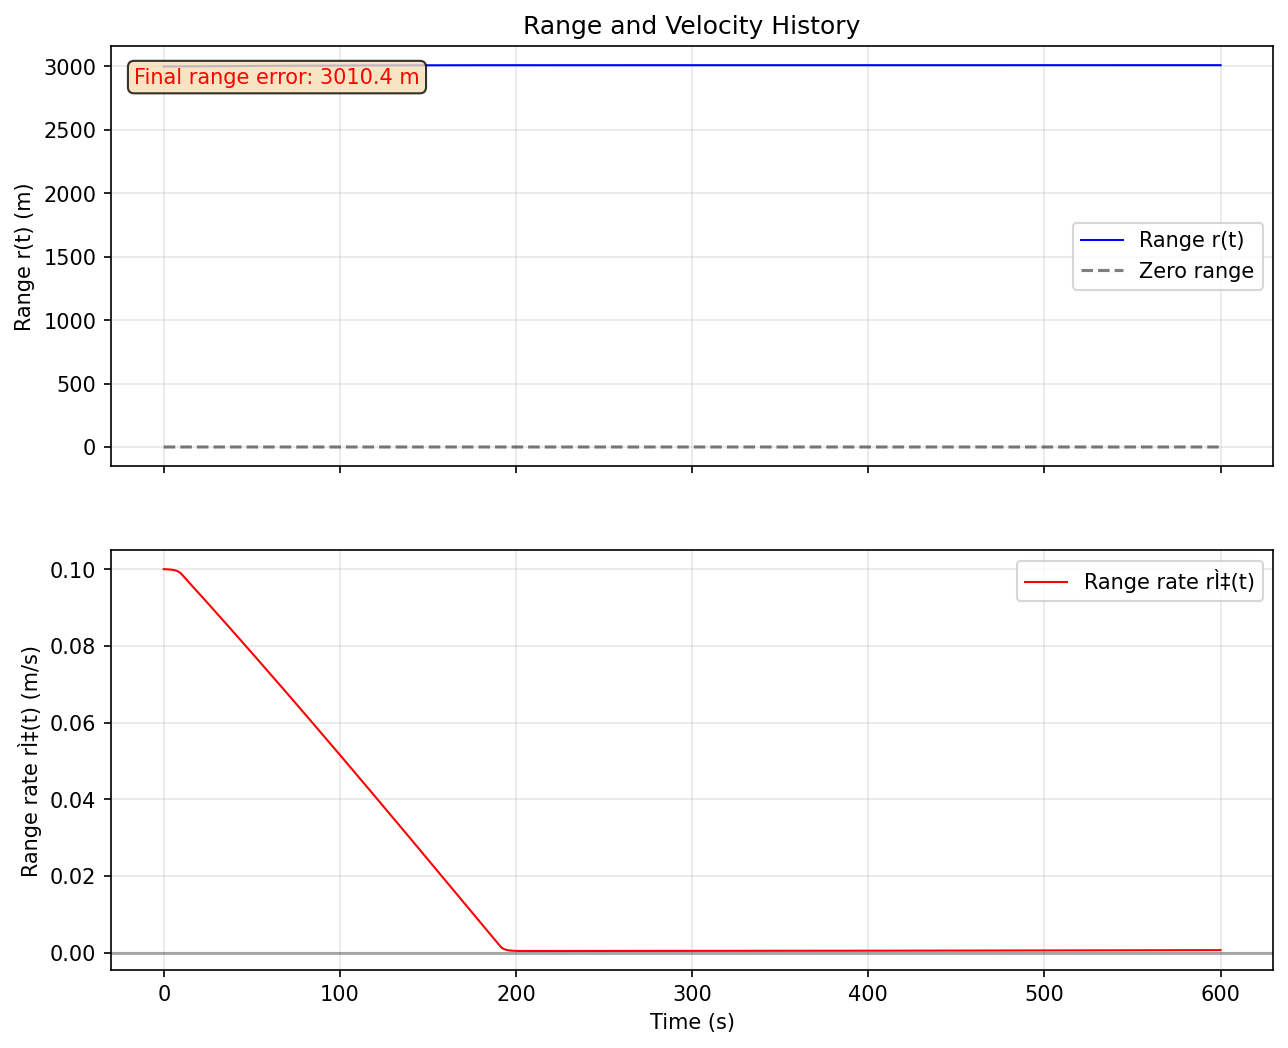 Range and Velocity History
Final range error: 3010.4 m
3000
2500
2000
1500
1000
500
0
Range r(t) (m)
Range r(t)
Zero range
0.10
0.08
0.06
0.04
0.02
0.00
Range rate rÌ‡(t) (m/s)
Range rate rÌ‡(t)
0
100
200
300
400
500
600
Time (s)